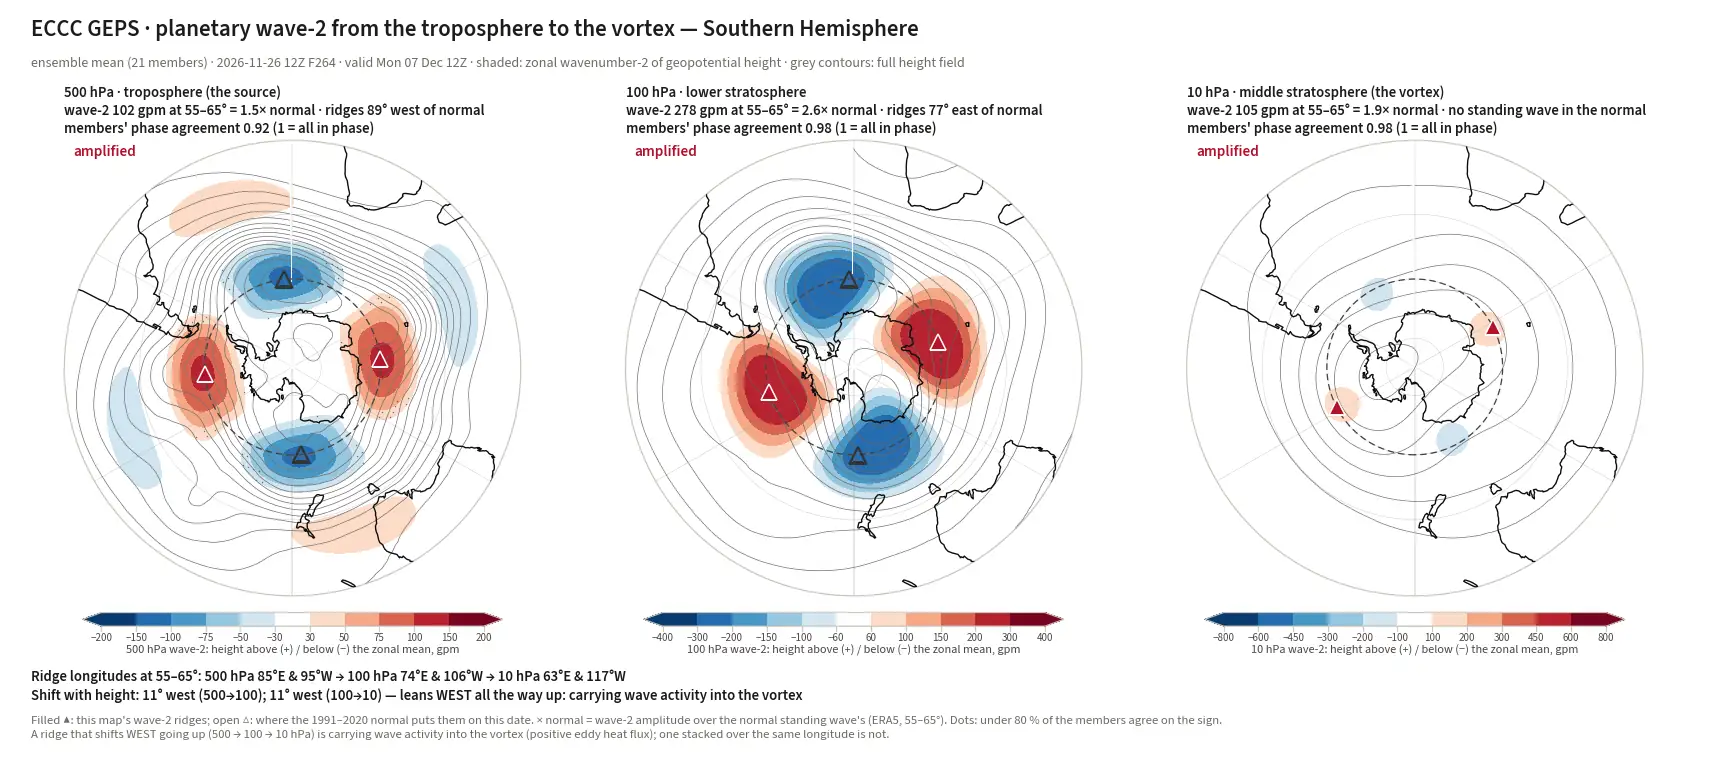 ECCC GEPS · planetary wave-2 from the troposphere to the vortex — Southern Hemisphere
ensemble mean (21 members) · 2026-11-26 12Z F264 · valid Mon 07 Dec 12Z · shaded: zonal wavenumber-2 of geopotential height · grey contours: full height field
500 hPa · troposphere (the source)
wave-2 102 gpm at 55–65° = 1.5× normal · ridges 89° west of normal
members' phase agreement 0.92 (1 = all in phase)
amplified
100 hPa · lower stratosphere
wave-2 278 gpm at 55–65° = 2.6× normal · ridges 77° east of normal
members' phase agreement 0.98 (1 = all in phase)
amplified
10 hPa · middle stratosphere (the vortex)
wave-2 105 gpm at 55–65° = 1.9× normal · no standing wave in the normal
members' phase agreement 0.98 (1 = all in phase)
amplified
−200 −150 −100 −75 −50 −30 30 50 75 100 150 200
500 hPa wave-2: height above (+) / below (−) the zonal mean, gpm
−400 −300 −200 −150 −100 −60 60 100 150 200 300 400
100 hPa wave-2: height above (+) / below (−) the zonal mean, gpm
−800 −600 −450 −300 −200 −100 100 200 300 450 600 800
10 hPa wave-2: height above (+) / below (−) the zonal mean, gpm
Ridge longitudes at 55–65°: 500 hPa 85°E & 95°W → 100 hPa 74°E & 106°W → 10 hPa 63°E & 117°W
Shift with height: 11° west (500→100); 11° west (100→10) — leans WEST all the way up: carrying wave activity into the vortex
Filled ▲: this map's wave-2 ridges; open △: where the 1991–2020 normal puts them on this date. × normal = wave-2 amplitude over the normal standing wave's (ERA5, 55–65°). Dots: under 80 % of the members agree on the sign.
A ridge that shifts WEST going up (500 → 100 → 10 hPa) is carrying wave activity into the vortex (positive eddy heat flux); one stacked over the same longitude is not.